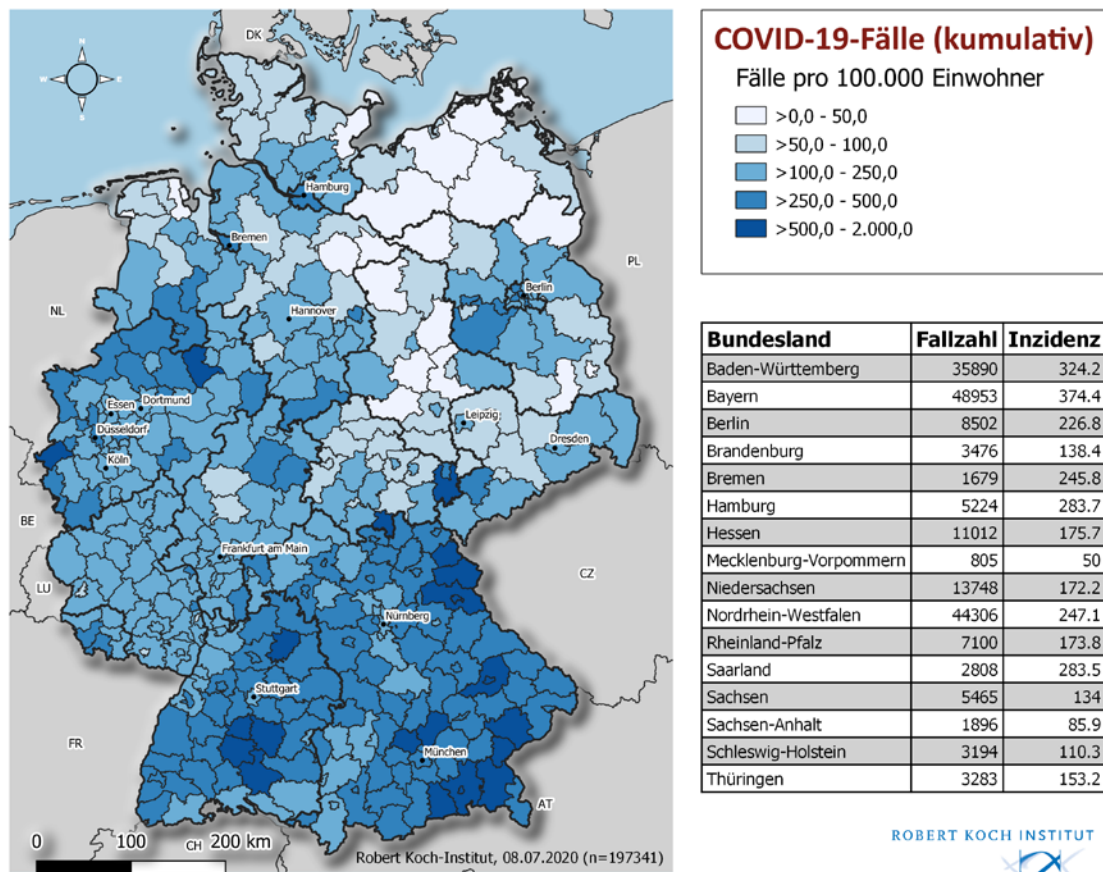 DK
N
W E
S
Hamburg
Bremen
PL
Berlin
NL
Hannover
Essen
Dortmund
Düsseldorf
Leipzig
Dresden
Köln
BE
Frankfurt am Main
LU
CZ
Nürnberg
Stuttgart
FR
München
AT
CH
0 100 200 km
Robert Koch-Institut, 08.07.2020 (n=197341)
COVID-19-Fälle (kumulativ)
Fälle pro 100.000 Einwohner
>0,0 - 50,0
>50,0 - 100,0
>100,0 - 250,0
>250,0 - 500,0
>500,0 - 2.000,0
Bundesland Fallzahl Inzidenz
Baden-Württemberg 35890 324.2
Bayern 48953 374.4
Berlin 8502 226.8
Brandenburg 3476 138.4
Bremen 1679 245.8
Hamburg 5224 283.7
Hessen 11012 175.7
Mecklenburg-Vorpommern 805 50
Niedersachsen 13748 172.2
Nordrhein-Westfalen 44306 247.1
Rheinland-Pfalz 7100 173.8
Saarland 2808 283.5
Sachsen 5465 134
Sachsen-Anhalt 1896 85.9
Schleswig-Holstein 3194 110.3
Thüringen 3283 153.2
ROBERT KOCH INSTITUT